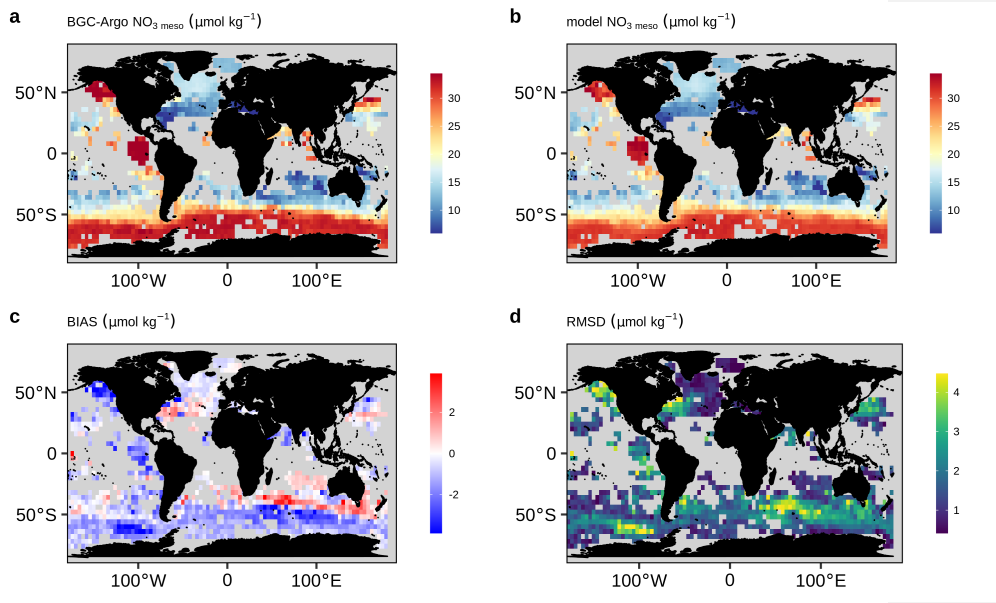 a BGC-Argo NO₃ ₘₑₛₒ (µmol kg⁻¹)
50°N
0
50°S
100°W 0 100°E
30
25
20
15
10
b model NO₃ ₘₑₛₒ (µmol kg⁻¹)
50°N
0
50°S
100°W 0 100°E
30
25
20
15
10
c BIAS (µmol kg⁻¹)
50°N
0
50°S
100°W 0 100°E
2
0
-2
d RMSD (µmol kg⁻¹)
50°N
0
50°S
100°W 0 100°E
4
3
2
1